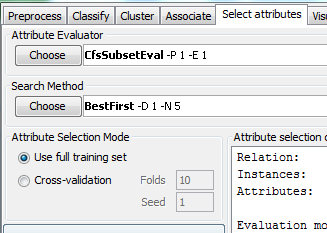 Preprocess Classify Cluster Associate Select attributes
Attribute Evaluator
Choose CfsSubsetEval -P 1 -E 1
Search Method
Choose BestFirst -D 1 -N 5
Attribute Selection Mode
Use full training set
Cross-validation Folds 10
Seed 1
Attribute selection
Relation:
Instances:
Attributes:
Evaluation